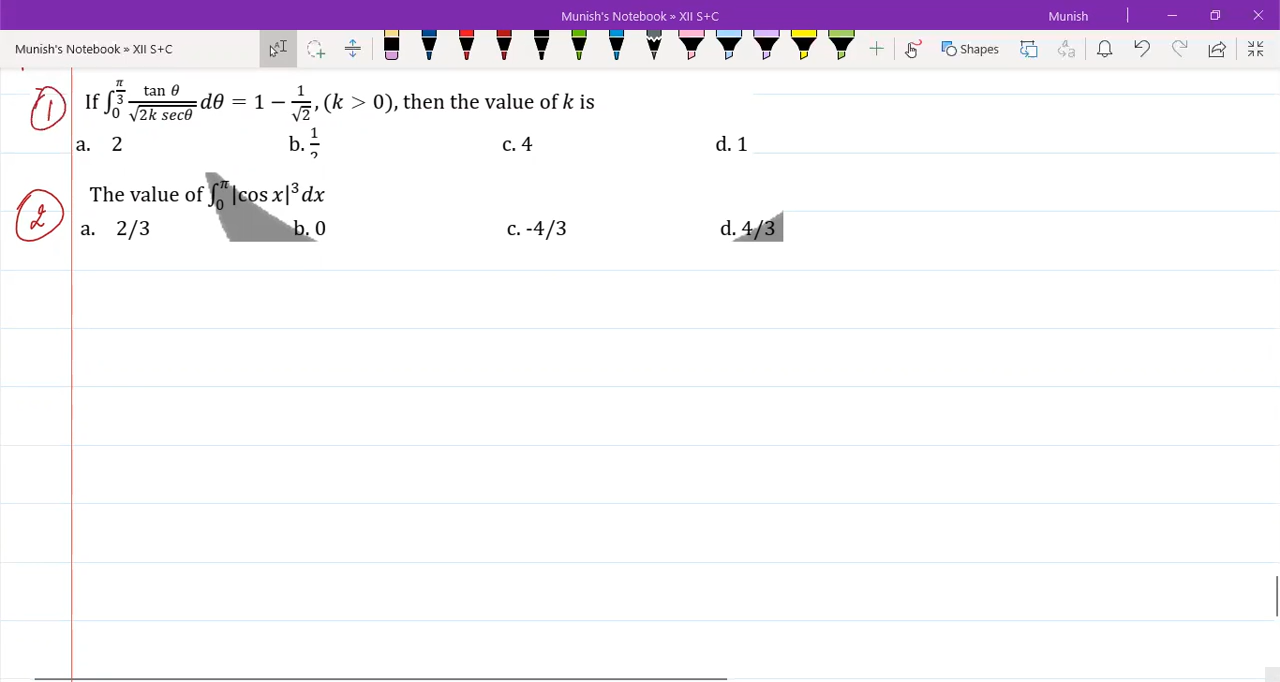 Munish's Notebook » XII S+C
Munish
Munish's Notebook » XII S+C
Shapes
1 If ∫₀^(π/3) tan θ/√(2k secθ) dθ = 1 − 1/√2, (k > 0), then the value of k is
a. 2 b. 1/2 c. 4 d. 1
2 The value of ∫₀^π |cos x|³ dx
a. 2/3 b. 0 c. -4/3 d. 4/3